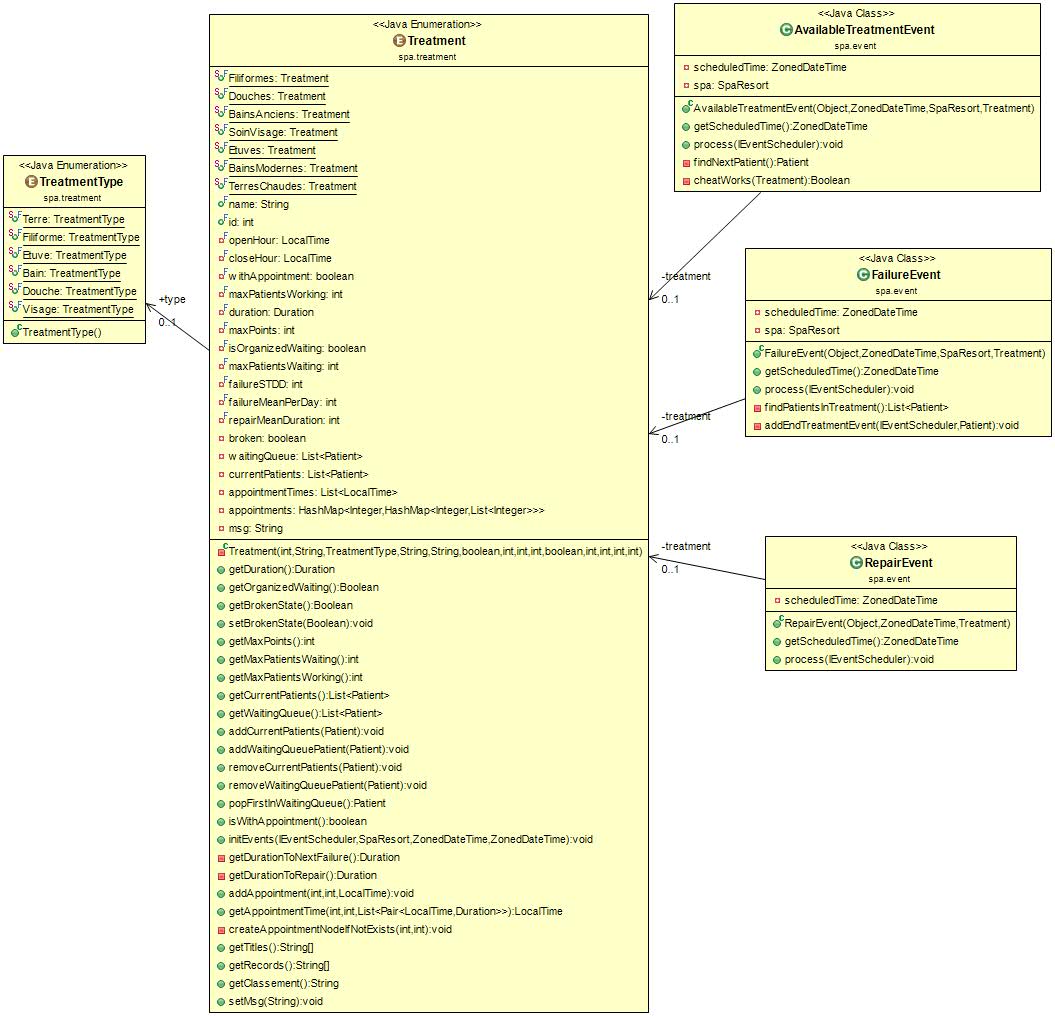 <<Java Enumeration>>
TreatmentType
spa.treatment
Terre: TreatmentType
Filiforme: TreatmentType
Etuve: TreatmentType
Bain: TreatmentType
Douche: TreatmentType
Visage: TreatmentType
TreatmentType()
+type
0..1
<<Java Enumeration>>
Treatment
spa.treatment
Filiformes: Treatment
Douches: Treatment
BainsAnciens: Treatment
SoinVisage: Treatment
Etuves: Treatment
BainsModernes: Treatment
TerresChaudes: Treatment
name: String
id: int
openHour: LocalTime
closeHour: LocalTime
withAppointment: boolean
maxPatientsWorking: int
duration: Duration
maxPoints: int
isOrganizedWaiting: boolean
maxPatientsWaiting: int
failureSTDD: int
failureMeanPerDay: int
repairMeanDuration: int
broken: boolean
waitingQueue: List<Patient>
currentPatients: List<Patient>
appointmentTimes: List<LocalTime>
appointments: HashMap<Integer,HashMap<Integer,List<Integer>>>
msg: String
Treatment(int,String,TreatmentType,String,String,boolean,int,int,int,boolean,int,int,int,int)
getDuration():Duration
getOrganizedWaiting():Boolean
getBrokenState():Boolean
setBrokenState(Boolean):void
getMaxPoints():int
getMaxPatientsWaiting():int
getMaxPatientsWorking():int
getCurrentPatients():List<Patient>
getWaitingQueue():List<Patient>
addCurrentPatients(Patient):void
addWaitingQueuePatient(Patient):void
removeCurrentPatients(Patient):void
removeWaitingQueuePatient(Patient):void
popFirstInWaitingQueue():Patient
isWithAppointment():boolean
initEvents(IEventScheduler,SpaResort,ZonedDateTime,ZonedDateTime):void
getDurationToNextFailure():Duration
getDurationToRepair():Duration
addAppointment(int,int,LocalTime):void
getAppointmentTime(int,int,List<Pair<LocalTime,Duration>>):LocalTime
createAppointmentNodeIfNotExists(int,int):void
getTitles():String[]
getRecords():String[]
getClassement():String
setMsg(String):void
<<Java Class>>
AvailableTreatmentEvent
spa.event
scheduledTime: ZonedDateTime
spa: SpaResort
AvailableTreatmentEvent(Object,ZonedDateTime,SpaResort,Treatment)
getScheduledTime():ZonedDateTime
process(IEventScheduler):void
findNextPatient():Patient
cheatWorks(Treatment):Boolean
-treatment
0..1
<<Java Class>>
FailureEvent
spa.event
scheduledTime: ZonedDateTime
spa: SpaResort
FailureEvent(Object,ZonedDateTime,SpaResort,Treatment)
getScheduledTime():ZonedDateTime
process(IEventScheduler):void
findPatientsInTreatment():List<Patient>
addEndTreatmentEvent(IEventScheduler,Patient):void
-treatment
0..1
<<Java Class>>
RepairEvent
spa.event
scheduledTime: ZonedDateTime
RepairEvent(Object,ZonedDateTime,Treatment)
getScheduledTime():ZonedDateTime
process(IEventScheduler):void
-treatment
0..1